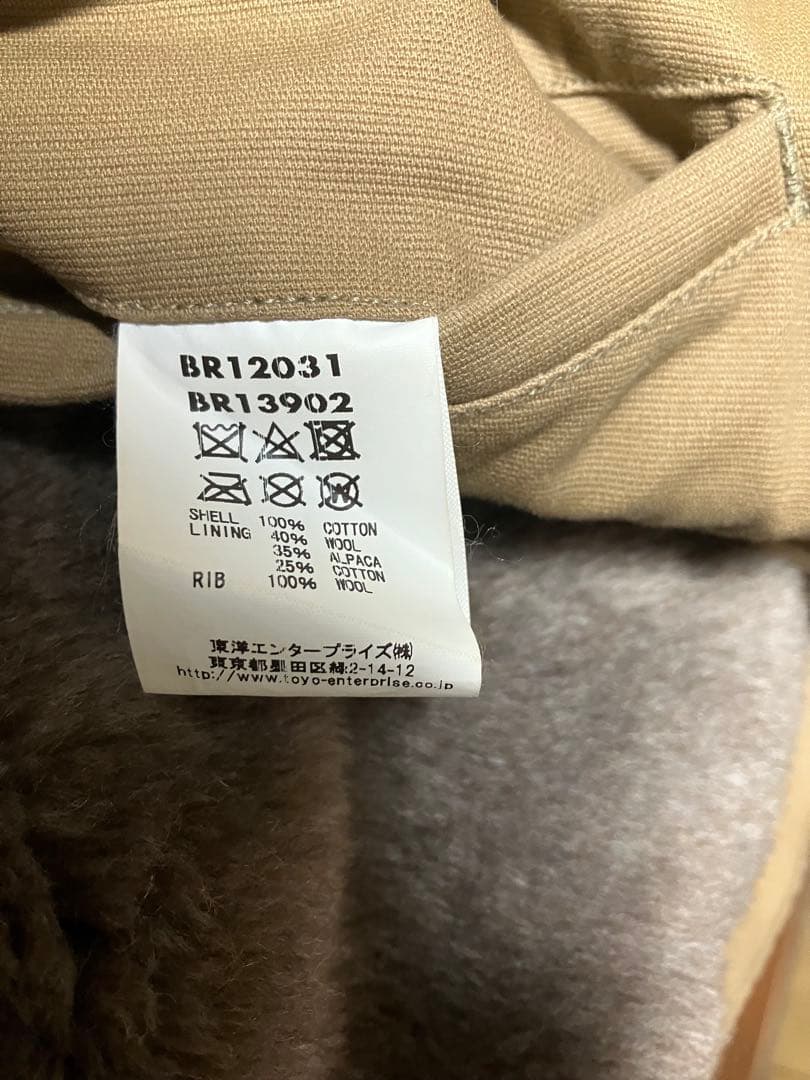 BR12031
BR13902
W
SHELL 100% COTTON
LINING 40% WOOL
35% ALPACA
25% COTTON
RIB 100% WOOL
東洋エンタープライズ(株)
東京都墨田区緑2-14-12
http://www.toyo-enterprise.co.jp